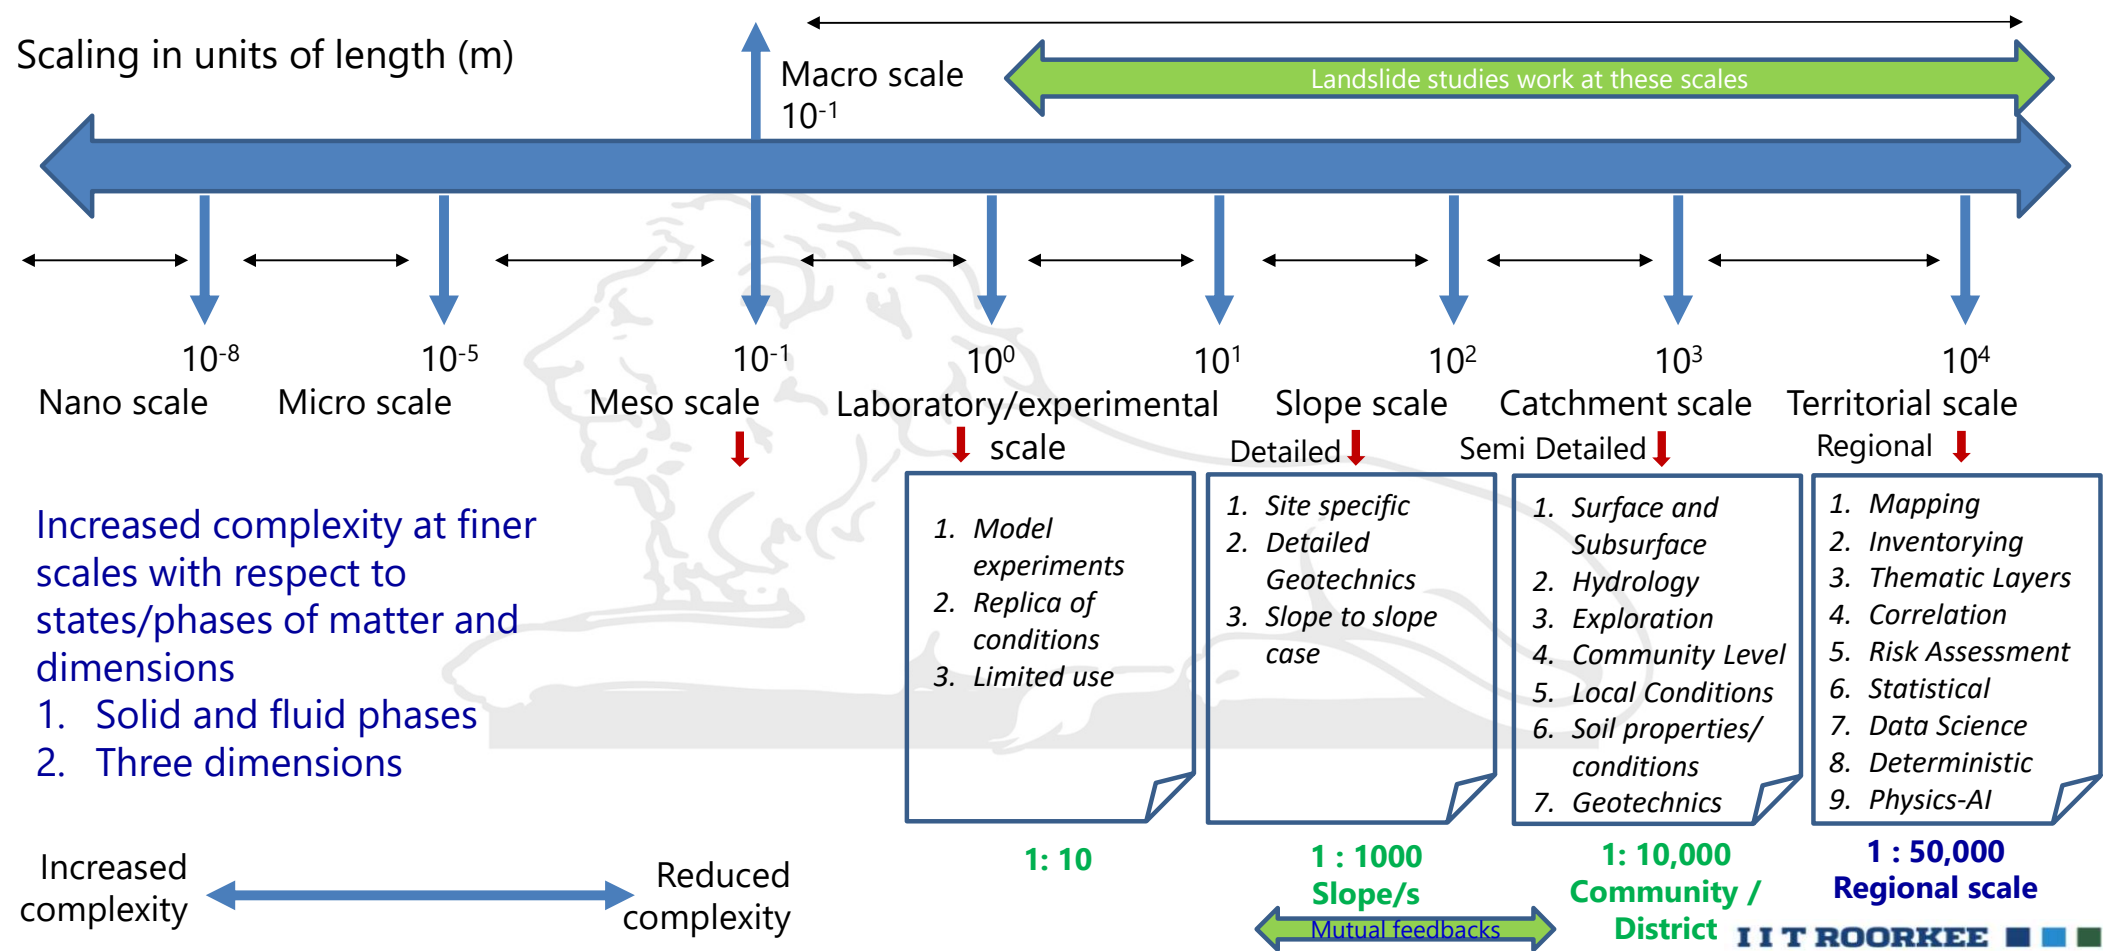 Scaling in units of length (m)
Macro scale
10⁻¹
Landslide studies work at these scales
10⁻⁸
10⁻⁵
10⁻¹
10⁰
10¹
10²
10³
10⁴
Nano scale
Micro scale
Meso scale
Laboratory/experimental
scale
Slope scale
Catchment scale
Territorial scale
Detailed
Semi Detailed
Regional
Increased complexity at finer
scales with respect to
states/phases of matter and
dimensions
1. Solid and fluid phases
2. Three dimensions
1. Model
experiments
2. Replica of
conditions
3. Limited use
1. Site specific
2. Detailed
Geotechnics
3. Slope to slope
case
1. Surface and
Subsurface
2. Hydrology
3. Exploration
4. Community Level
5. Local Conditions
6. Soil properties/
conditions
7. Geotechnics
1. Mapping
2. Inventorying
3. Thematic Layers
4. Correlation
5. Risk Assessment
6. Statistical
7. Data Science
8. Deterministic
9. Physics-AI
Increased
complexity
Reduced
complexity
1: 10
1 : 1000
Slope/s
Mutual feedbacks
1: 10,000
Community /
District
1 : 50,000
Regional scale
I I T ROORKEE